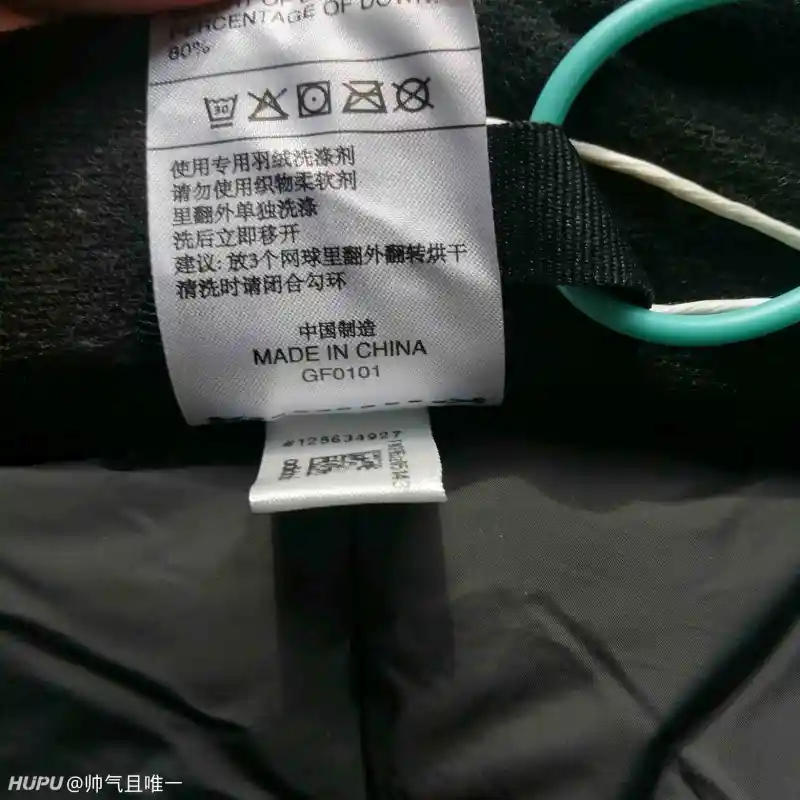 PERCENTAGE OF DOWN:
80%
30
使用专用羽绒洗涤剂
请勿使用织物柔软剂
里翻外单独洗涤
洗后立即移开
建议: 放3个网球里翻外翻转烘干
清洗时请闭合勾环
中国制造
MADE IN CHINA
GF0101
#125634927
HUPU @帅气且唯一